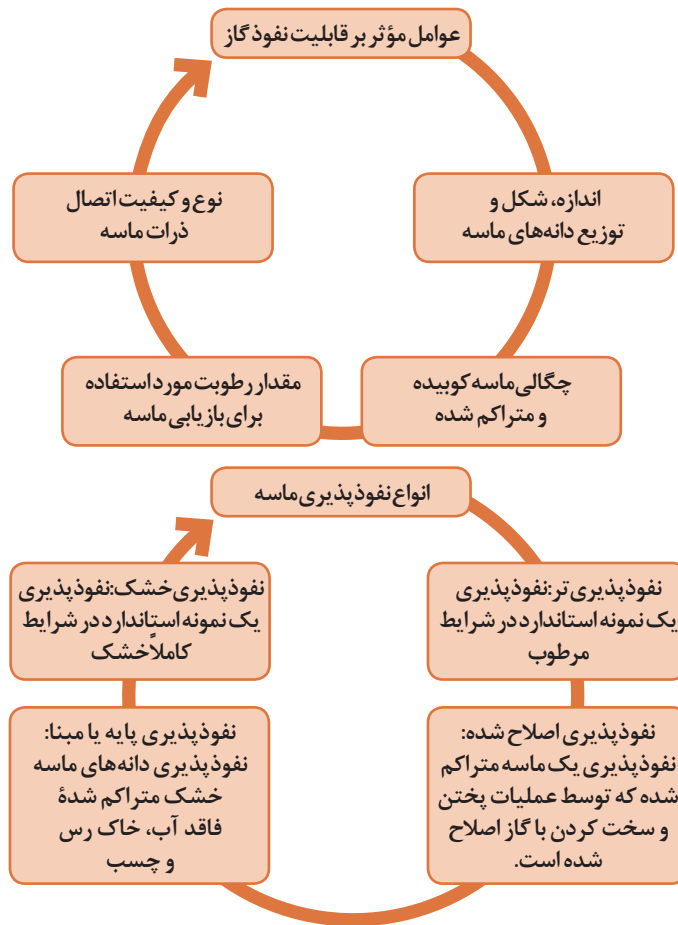 عوامل مؤثر بر قابلیت نفوذ گاز
اندازه، شکل و
توزیع دانه‌های ماسه
نوع و کیفیت اتصال
ذرات ماسه
چگالی ماسه کوبیده
و متراکم شده
مقدار رطوبت مورد استفاده
برای بازیابی ماسه
انواع نفوذپذیری ماسه
نفوذپذیری تر: نفوذپذیری
یک نمونه استاندارد در شرایط
مرطوب
نفوذپذیری خشک: نفوذپذیری
یک نمونه استاندارد در شرایط
کاملاً خشک
نفوذپذیری اصلاح شده:
نفوذپذیری یک ماسه متراکم
شده که توسط عملیات پختن
و سخت کردن با گاز اصلاح
شده است.
نفوذپذیری پایه یا مبنا:
نفوذپذیری دانه‌های ماسه
خشک متراکم شدهٔ
فاقد آب، خاک رس
و چسب